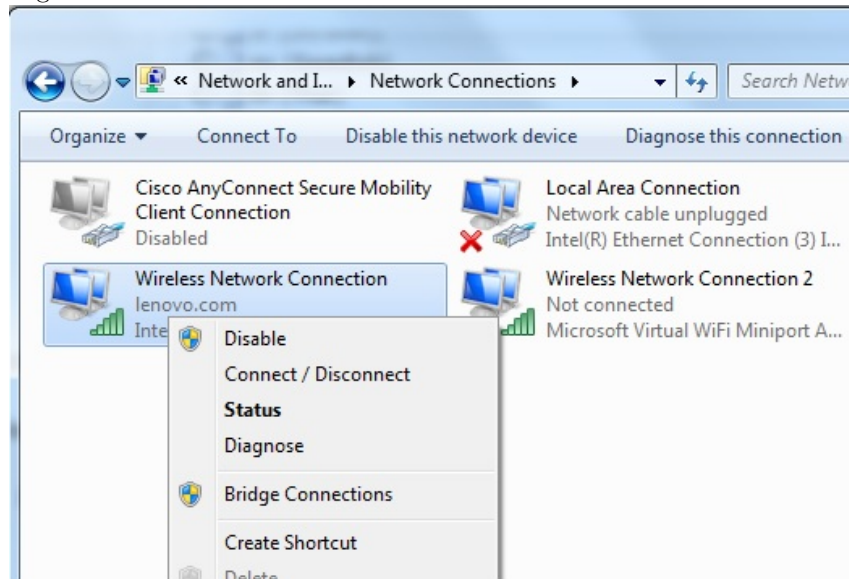 « Network and I... ▸ Network Connections ▸
Search Netw
Organize ▾ Connect To Disable this network device Diagnose this connection
Cisco AnyConnect Secure Mobility
Client Connection
Disabled
Local Area Connection
Network cable unplugged
Intel(R) Ethernet Connection (3) I...
Wireless Network Connection
lenovo.com
Inte
Wireless Network Connection 2
Not connected
Microsoft Virtual WiFi Miniport A...
Disable
Connect / Disconnect
Status
Diagnose
Bridge Connections
Create Shortcut
Delete